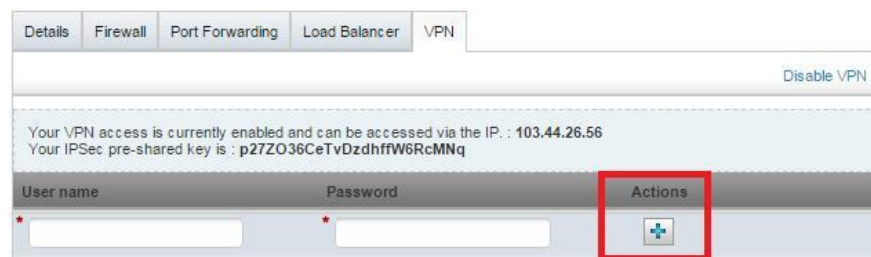 Details Firewall Port Forwarding Load Balancer VPN
Disable VPN
Your VPN access is currently enabled and can be accessed via the IP. : 103.44.26.56
Your IPSec pre-shared key is : p27ZO36CeTvDzdhffW6RcMNq
User name Password Actions
* *